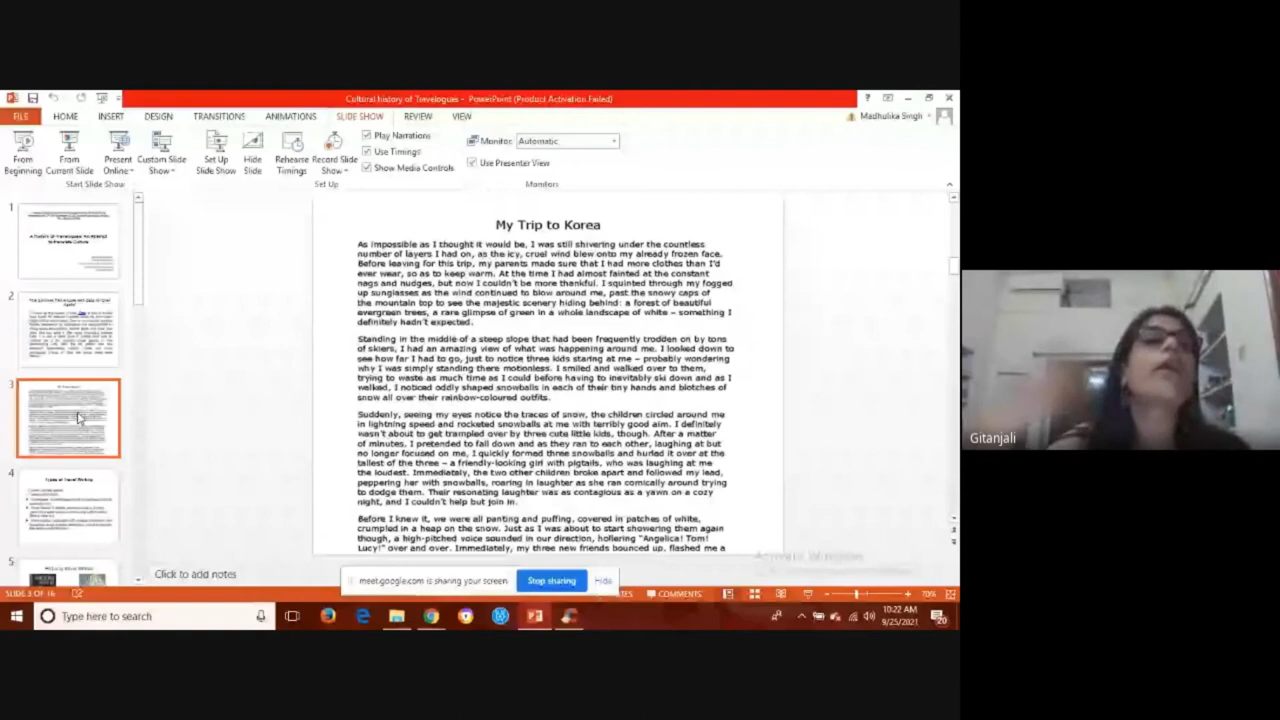 Cultural history of Travelogues - PowerPoint (Product Activation Failed)
FILE HOME INSERT DESIGN TRANSITIONS ANIMATIONS SLIDE SHOW REVIEW VIEW
Madhulika Singh
From Beginning
From Current Slide
Present Online
Custom Slide Show
Set Up Slide Show
Hide Slide
Rehearse Timings
Record Slide Show
Play Narrations
Use Timings
Show Media Controls
Monitor: Automatic
Use Presenter View
Start Slide Show
Set Up
Monitors
1
2
3
4
Types of Travel Writing
5
My Trip to Korea
As impossible as I thought it would be, I was still shivering under the countless
number of layers I had on, as the icy, cruel wind blew onto my already frozen face.
Before leaving for this trip, my parents made sure that I had more clothes than I'd
ever wear, so as to keep warm. At the time I had almost fainted at the constant
nags and nudges, but now I couldn't be more thankful. I squinted through my fogged
up sunglasses as the wind continued to blow around me, past the snowy caps of
the mountain top to see the majestic scenery hiding behind: a forest of beautiful
evergreen trees, a rare glimpse of green in a whole landscape of white – something I
definitely hadn't expected.
Standing in the middle of a steep slope that had been frequently trodden on by tons
of skiers, I had an amazing view of what was happening around me. I looked down to
see how far I had to go, just to notice three kids staring at me – probably wondering
why I was simply standing there motionless. I smiled and walked over to them,
trying to waste as much time as I could before having to inevitably ski down and as I
walked, I noticed oddly shaped snowballs in each of their tiny hands and blotches of
snow all over their rainbow-coloured outfits.
Suddenly, seeing my eyes notice the traces of snow, the children circled around me
in lightning speed and rocketed snowballs at me with terribly good aim. I definitely
wasn't about to get trampled over by three cute little kids, though. After a matter
of minutes, I pretended to fall down and as they ran to each other, laughing at but
no longer focused on me, I quickly formed three snowballs and hurled it over at the
tallest of the three – a friendly-looking girl with pigtails, who was laughing at me
the loudest. Immediately, the two other children broke apart and followed my lead,
peppering her with snowballs, roaring in laughter as she ran comically around trying
to dodge them. Their resonating laughter was as contagious as a yawn on a cozy
night, and I couldn't help but join in.
Before I knew it, we were all panting and puffing, covered in patches of white,
crumpled in a heap on the snow. Just as I was about to start showering them again
though, a high-pitched voice sounded in our direction, hollering "Angelica! Tom!
Lucy!" over and over. Immediately, my three new friends bounced up, flashed me a
Activate Windows
Click to add notes
meet.google.com is sharing your screen
Stop sharing
Hide
SLIDE 3 OF 16
COMMENTS
70%
Type here to search
10:22 AM
9/25/2021
20
Gitanjali